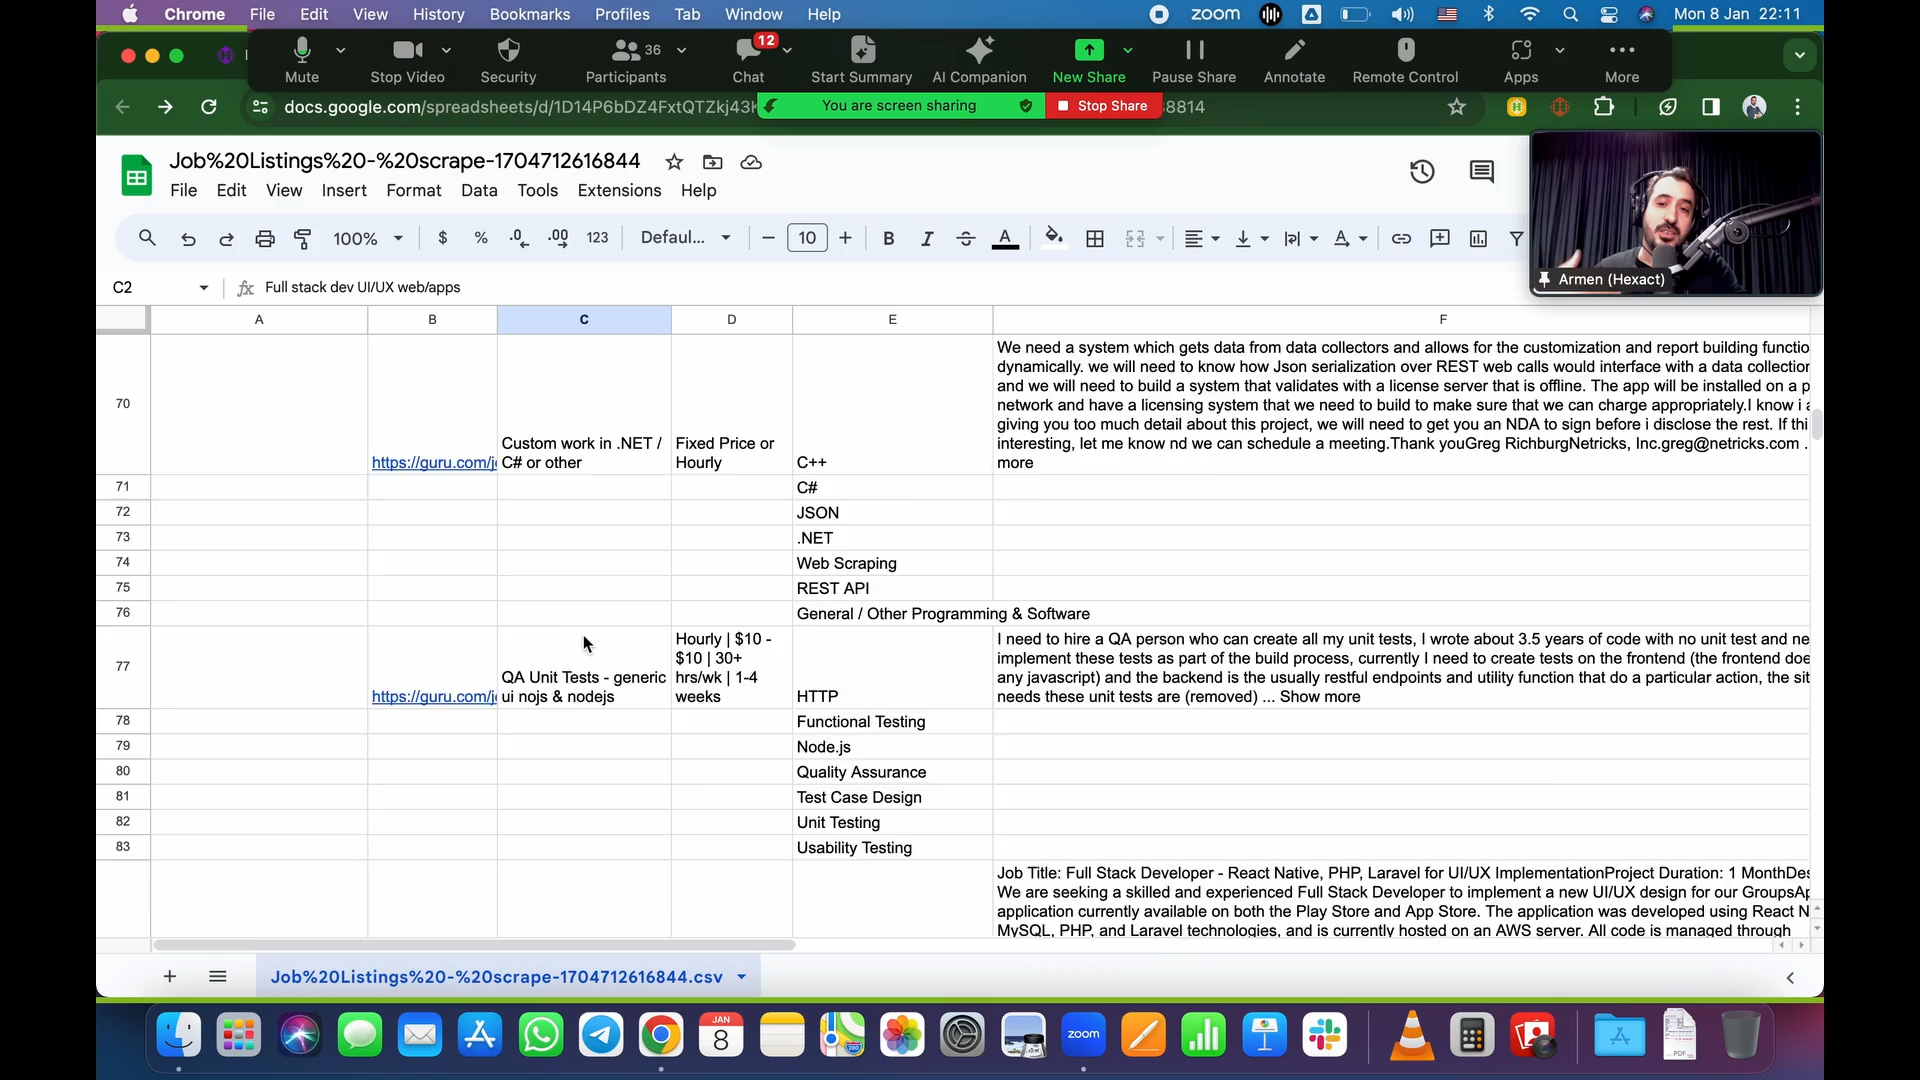 Chrome File Edit View History Bookmarks Profiles Tab Window Help zoom Mon 8 Jan 22:11
Mute Stop Video Security Participants 36 Chat 12 Start Summary AI Companion New Share Pause Share Annotate Remote Control Apps More
docs.google.com/spreadsheets/d/1D14P6bDZ4FxtQTZkj43K You are screen sharing Stop Share 8814
Job%20Listings%20-%20scrape-1704712616844
File Edit View Insert Format Data Tools Extensions Help
100% $ % .0 .00 123 Defaul... 10 B I A
Armen (Hexact)
C2 fx Full stack dev UI/UX web/apps
A B C D E F
We need a system which gets data from data collectors and allows for the customization and report building functio
dynamically. we will need to know how Json serialization over REST web calls would interface with a data collection
and we will need to build a system that validates with a license server that is offline. The app will be installed on a p
network and have a licensing system that we need to build to make sure that we can charge appropriately.I know i a
giving you too much detail about this project, we will need to get you an NDA to sign before i disclose the rest. If thi
interesting, let me know nd we can schedule a meeting.Thank youGreg RichburgNetricks, Inc.greg@netricks.com .
more
70 https://guru.com/j Custom work in .NET / Fixed Price or
C# or other Hourly C++
71 C#
72 JSON
73 .NET
74 Web Scraping
75 REST API
76 General / Other Programming & Software
77 https://guru.com/j QA Unit Tests - generic
ui nojs & nodejs
Hourly | $10 -
$10 | 30+
hrs/wk | 1-4
weeks
HTTP
I need to hire a QA person who can create all my unit tests, I wrote about 3.5 years of code with no unit test and ne
implement these tests as part of the build process, currently I need to create tests on the frontend (the frontend doe
any javascript) and the backend is the usually restful endpoints and utility function that do a particular action, the sit
needs these unit tests are (removed) ... Show more
78 Functional Testing
79 Node.js
80 Quality Assurance
81 Test Case Design
82 Unit Testing
83 Usability Testing
Job Title: Full Stack Developer - React Native, PHP, Laravel for UI/UX ImplementationProject Duration: 1 MonthDes
We are seeking a skilled and experienced Full Stack Developer to implement a new UI/UX design for our GroupsAp
application currently available on both the Play Store and App Store. The application was developed using React N
MySQL, PHP, and Laravel technologies, and is currently hosted on an AWS server. All code is managed through
Job%20Listings%20-%20scrape-1704712616844.csv
JAN
8
zoom
PDF